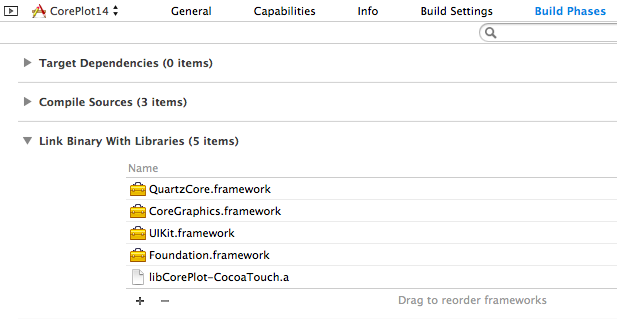 CorePlot14 General Capabilities Info Build Settings Build Phases
Target Dependencies (0 items)
Compile Sources (3 items)
Link Binary With Libraries (5 items)
Name
QuartzCore.framework
CoreGraphics.framework
UIKit.framework
Foundation.framework
libCorePlot-CocoaTouch.a
+ − Drag to reorder frameworks